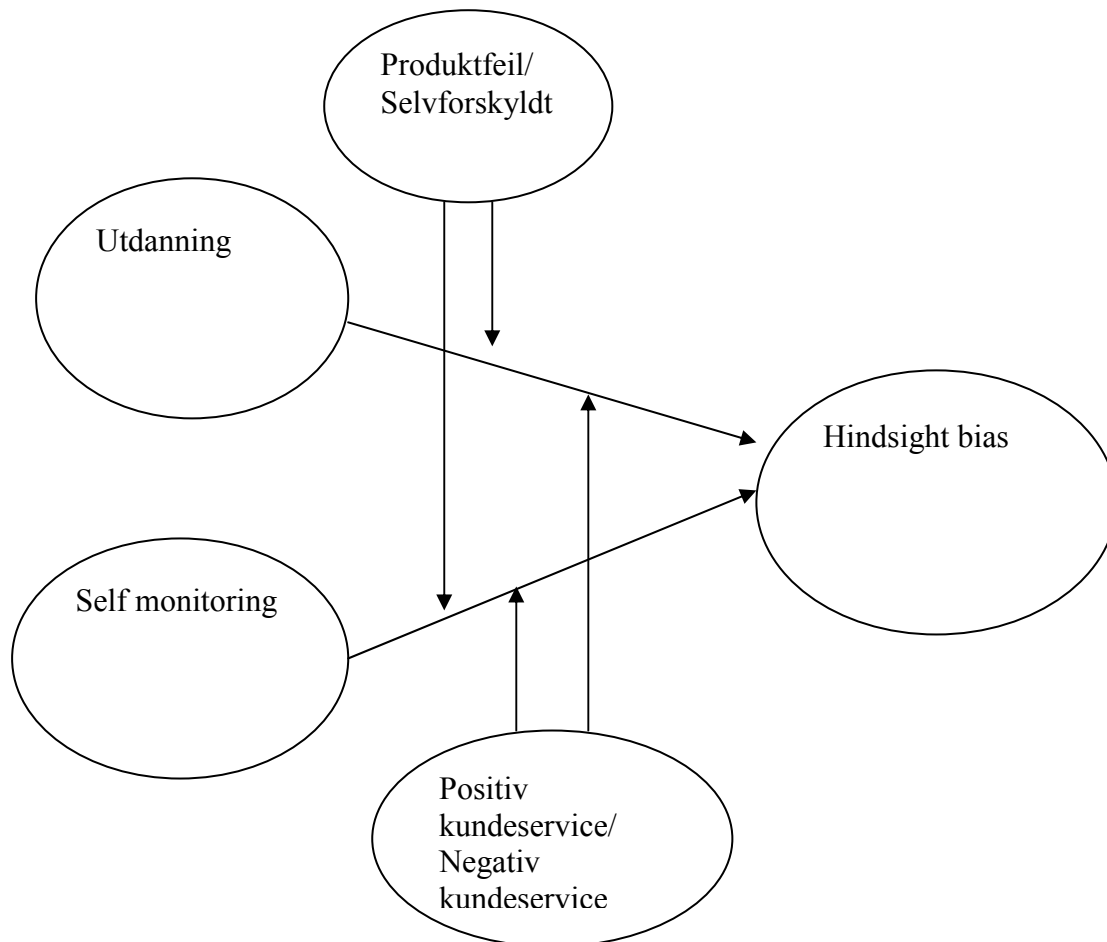 Produktfeil/
Selvforskyldt
Utdanning
Hindsight bias
Self monitoring
Positiv
kundeservice/
Negativ
kundeservice